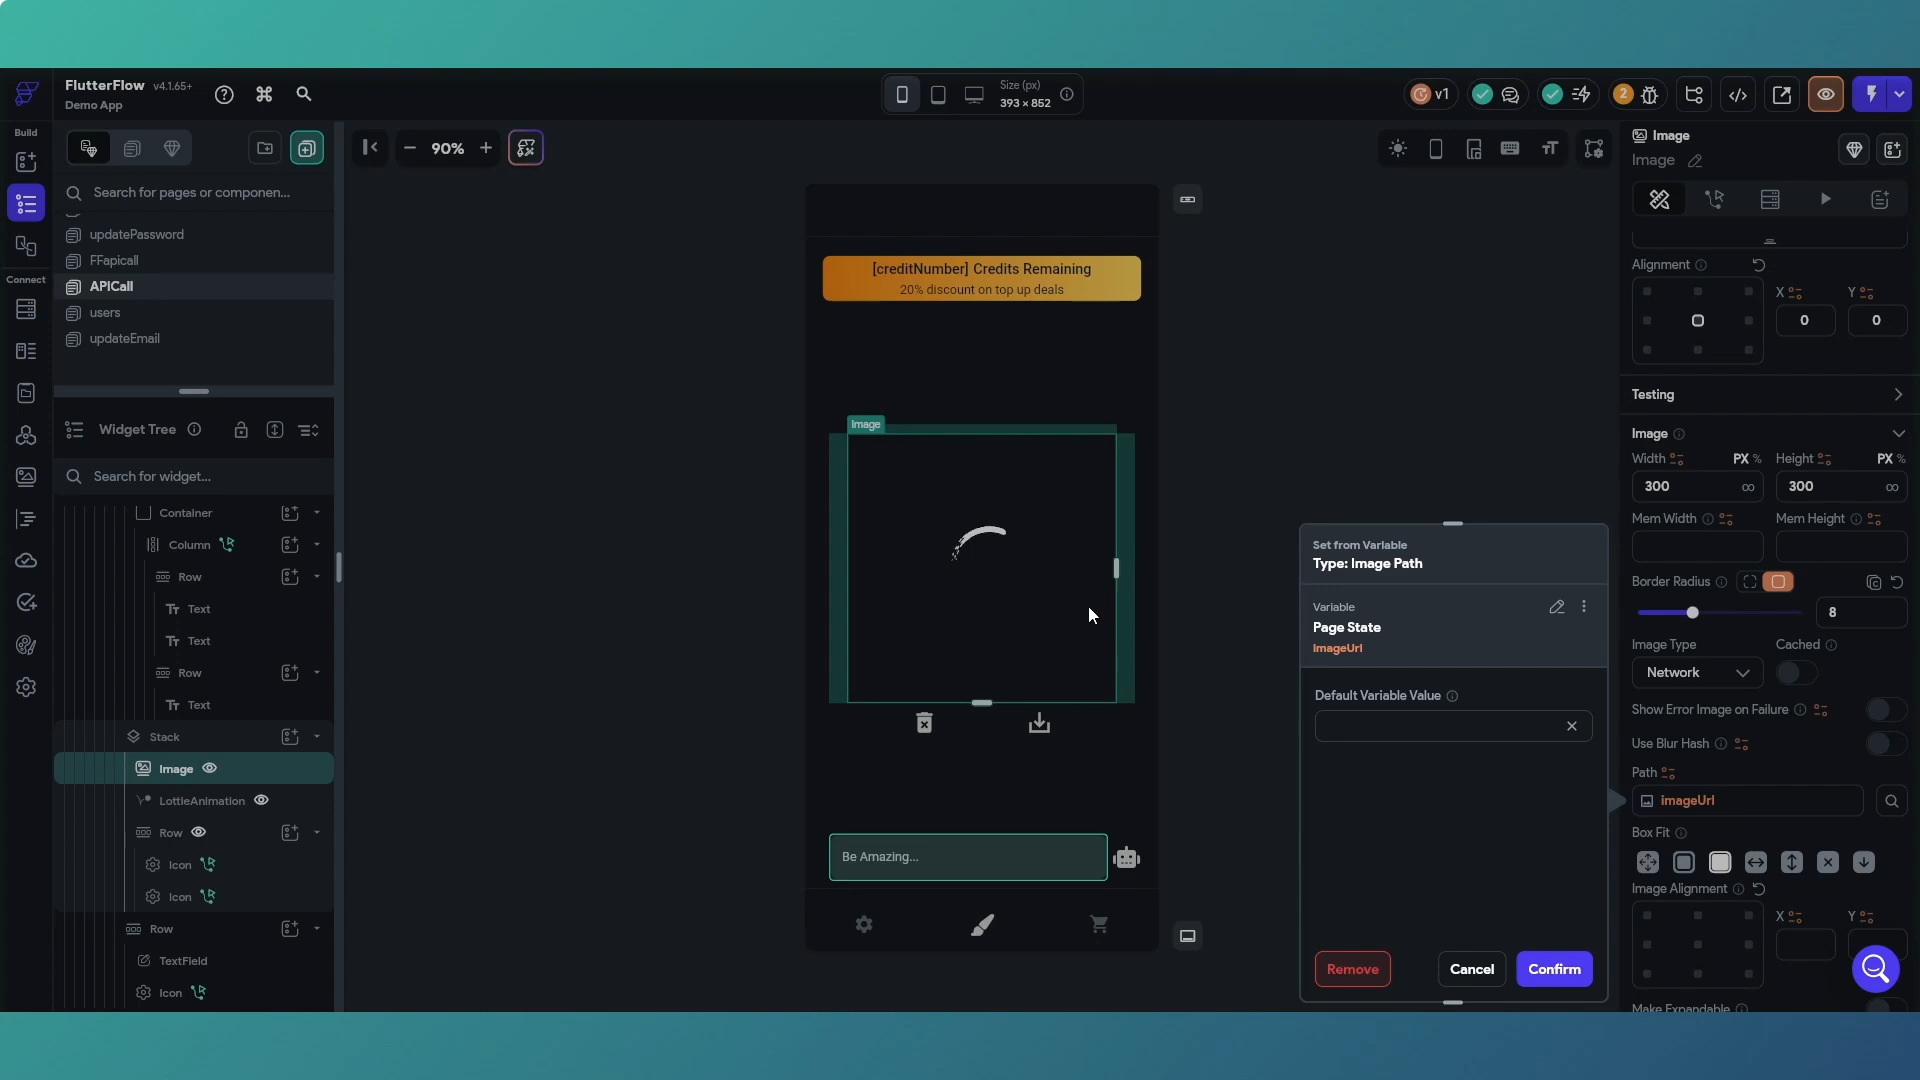 FlutterFlow v4.1.65+
Demo App
Size (px)
393 × 852
v1
2
Build
Connect
Search for pages or componen...
updatePassword
FFapicall
APICall
users
updateEmail
Widget Tree
Search for widget...
Container
Column
Row
Text
Text
Row
Text
Stack
Image
LottieAnimation
Row
Icon
Icon
Row
TextField
Icon
90%
[creditNumber] Credits Remaining
20% discount on top up deals
Image
Be Amazing...
Set from Variable
Type: Image Path
Variable
Page State
ImageUrl
Default Variable Value
Remove
Cancel
Confirm
Image
Image
Alignment
X
Y
0
0
Testing
Image
Width PX %
Height PX %
300
300
Mem Width
Mem Height
Border Radius
8
Image Type
Cached
Network
Show Error Image on Failure
Use Blur Hash
Path
imageUrl
Box Fit
Image Alignment
X
Y
Make Expandable